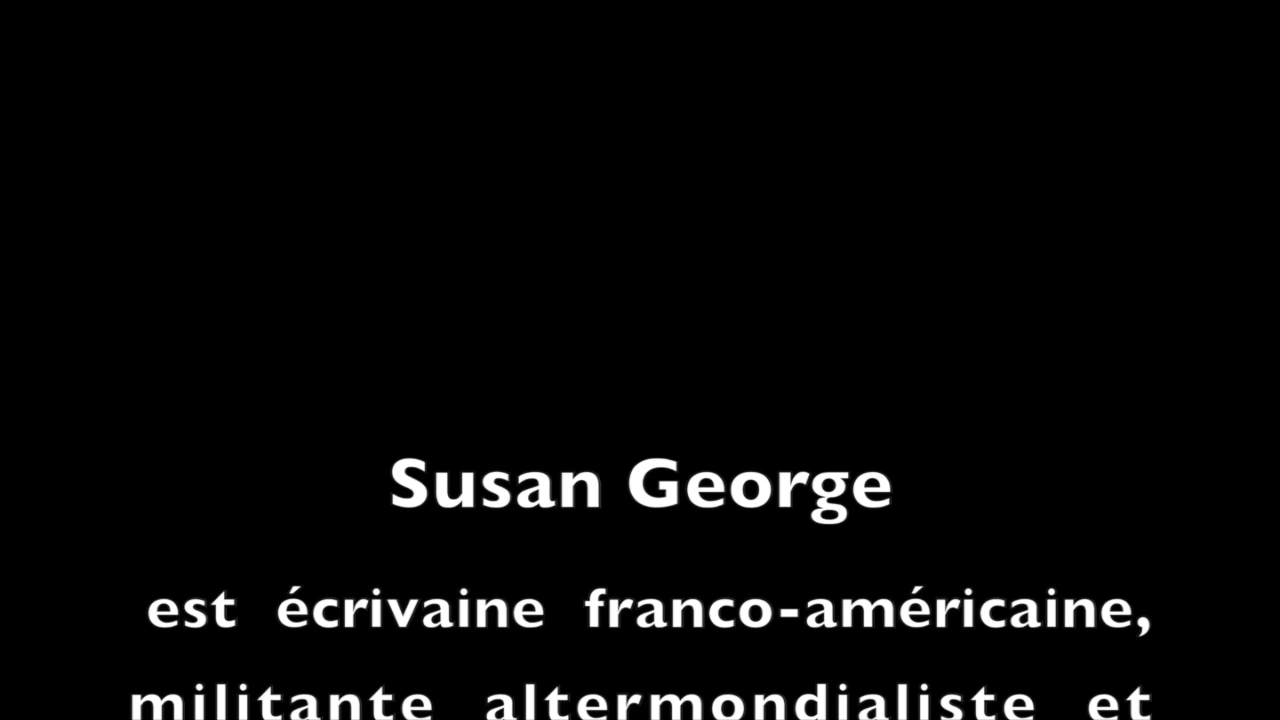 Susan George
est écrivaine franco-américaine,
militante altermondialiste et